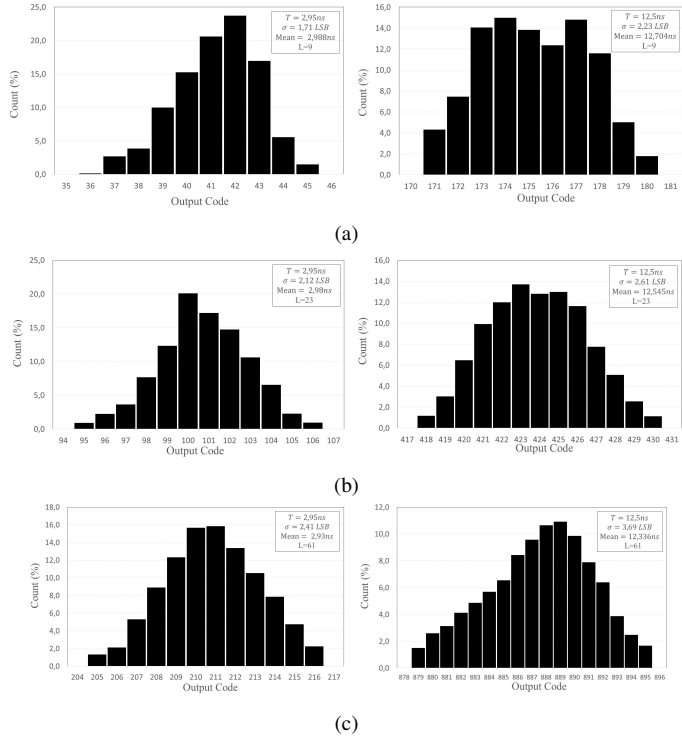 25,0
20,0
15,0
10,0
5,0
0,0
Count (%)
35 36 37 38 39 40 41 42 43 44 45 46
Output Code
T = 2,95ns
σ = 1,71 LSB
Mean = 2,988ns
L=9
16,0
14,0
12,0
10,0
8,0
6,0
4,0
2,0
0,0
Count (%)
170 171 172 173 174 175 176 177 178 179 180 181
Output Code
T = 12,5ns
σ = 2,23 LSB
Mean = 12,704ns
L=9
(a)
25,0
20,0
15,0
10,0
5,0
0,0
Count (%)
94 95 96 97 98 99 100 101 102 103 104 105 106 107
Output Code
T = 2,95ns
σ = 2,12 LSB
Mean = 2,98ns
L=23
16,0
14,0
12,0
10,0
8,0
6,0
4,0
2,0
0,0
Count (%)
417 418 419 420 421 422 423 424 425 426 427 428 429 430 431
Output Code
T = 12,5ns
σ = 2,61 LSB
Mean = 12,545ns
L=23
(b)
18,0
16,0
14,0
12,0
10,0
8,0
6,0
4,0
2,0
0,0
Count (%)
204 205 206 207 208 209 210 211 212 213 214 215 216 217
Output Code
T = 2,95ns
σ = 2,41 LSB
Mean = 2,93ns
L=61
12,0
10,0
8,0
6,0
4,0
2,0
0,0
Count (%)
878 879 880 881 882 883 884 885 886 887 888 889 890 891 892 893 894 895 896
Output Code
T = 12,5ns
σ = 3,69 LSB
Mean = 12,336ns
L=61
(c)